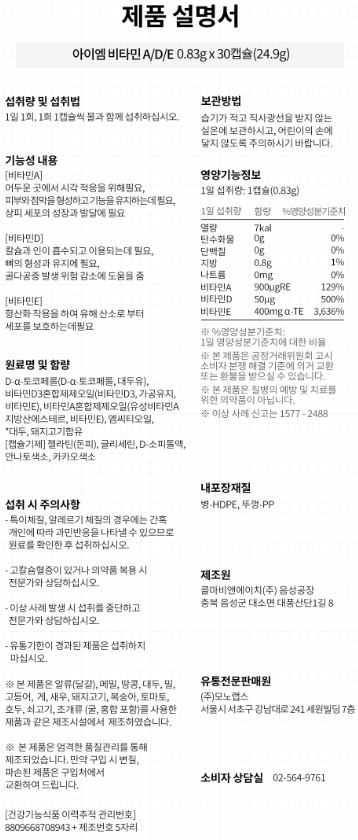 제품 설명서
아이엠 비타민 A/D/E 0.83g x 30캡슐(24.9g)
섭취량 및 섭취법
1일 1회, 1회 1캡슐씩 물과 함께 섭취하십시오.
기능성 내용
[비타민A]
어두운 곳에서 시각 적응을 위해필요,
피부와점막을형성하고기능을유지하는데필요,
상피 세포의 성장과 발달에 필요
[비타민D]
칼슘과 인이 흡수되고 이용되는데 필요,
뼈의 형성과 유지에 필요,
골다공증 발생 위험 감소에 도움을 줌
[비타민E]
항산화 작용을 하여 유해 산소로 부터
세포를 보호하는데필요
원료명 및 함량
D-α-토코페롤(D-α-토코페롤, 대두유),
비타민D3혼합제제오일(비타민D3, 가공유지,
비타민E), 비타민A혼합제제오일(유성비타민A
지방산에스테르, 비타민E), 엠씨티오일,
*대두, 돼지고기함유
[캡슐기제] 젤라틴(돈피), 글리세린, D-소피톨액,
안나토색소, 카카오색소
섭취 시 주의사항
- 특이체질, 알레르기 체질의 경우에는 간혹
개인에 따라 과민반응을 나타낼 수 있으므로
원료를 확인한 후 섭취하십시오.
- 고칼슘혈증이 있거나 의약품 복용 시
전문가와 상담하십시오.
- 이상 사례 발생 시 섭취를 중단하고
전문가와 상담하십시오.
- 유통기한이 경과된 제품은 섭취하지
마십시오.
※ 본 제품은 알류(달걀), 메밀, 땅콩, 대두, 밀,
고등어, 게, 새우, 돼지고기, 복숭아, 토마토,
호두, 쇠고기, 조개류 (굴, 홍합 포함)를 사용한
제품과 같은 제조시설에서 제조하였습니다.
※ 본 제품은 엄격한 품질관리를 통해
제조되었습니다. 만약 구입 시 변질,
파손된 제품은 구입처에서
교환하여 드립니다.
[건강기능식품 이력추적 관리번호]
8809668708943 + 제조번호 5자리
보관방법
습기가 적고 직사광선을 받지 않는
실온에 보관하시고, 어린이의 손에
닿지 않도록 주의하시기 바랍니다.
영양기능정보
1일 섭취량: 1캡슐(0.83g)
1일 섭취량 함량 %영양성분기준치
열량 7kal -
탄수화물 0g 0%
단백질 0g 0%
지방 0.8g 1%
나트륨 0mg 0%
비타민A 900μgRE 129%
비타민D 50μg 500%
비타민E 400mg α-TE 3,636%
※ %영양성분기준치:
1일 영양성분기준치에 대한 비율
※ 본 제품은 공정거래위원회 고시
소비자 분쟁 해결 기준에 의거 교환
또는 환불을 받으실 수 있습니다.
※ 본 제품은 질병의 예방 및 치료를
위한 의약품이 아닙니다.
※ 이상 사례 신고는 1577 - 2488
내포장재질
병-HDPE, 뚜껑-PP
제조원
콜마비앤에이치(주) 음성공장
충북 음성군 대소면 대풍산단1길 8
유통전문판매원
(주)모노랩스
서울시 서초구 강남대로 241 세원빌딩 7층
소비자 상담실 02-564-9761